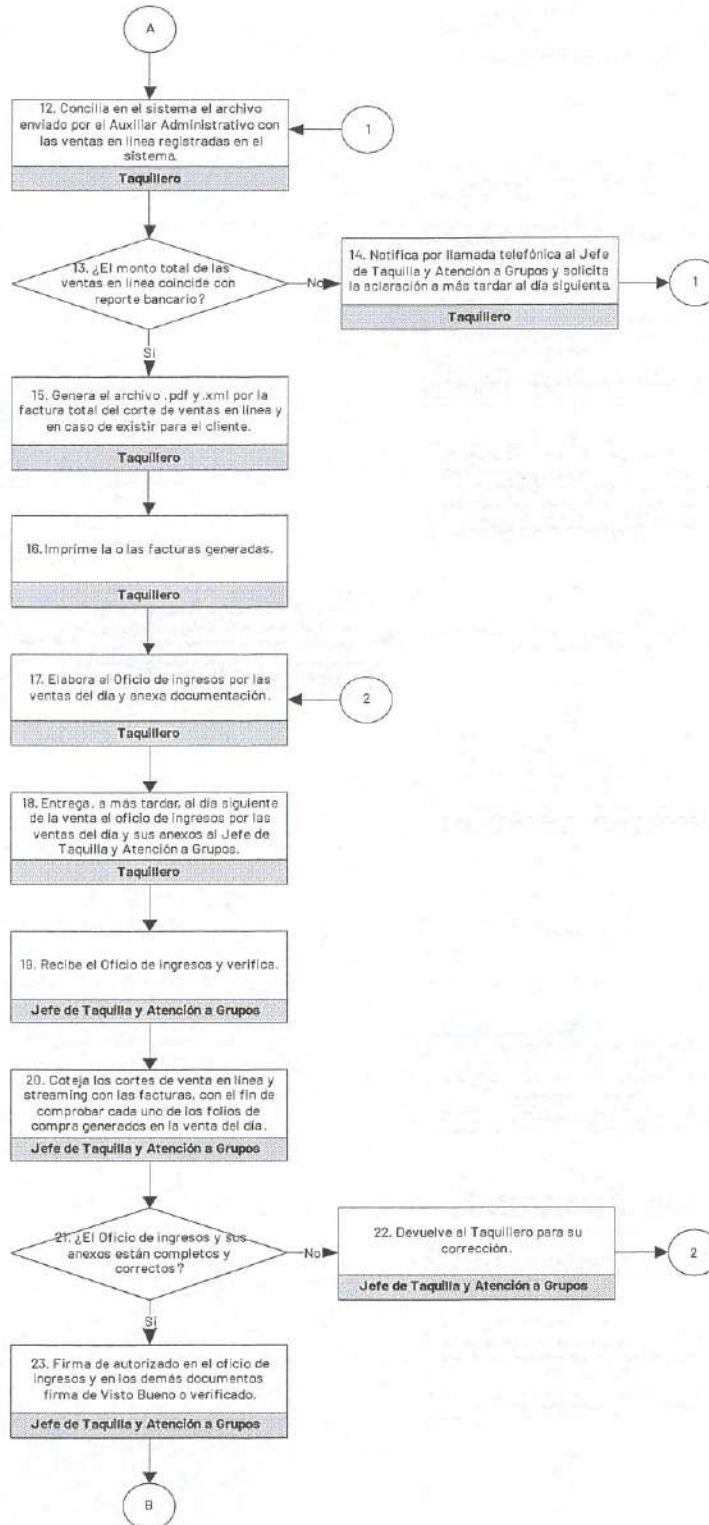 A
12. Concilia en el sistema el archivo
enviado por el Auxiliar Administrativo con
las ventas en línea registradas en el
sistema.
Taquillero
1
13. ¿El monto total de las
ventas en línea coincide con
reporte bancario?
No
14. Notifica por llamada telefónica al Jefe
de Taquilla y Atención a Grupos y solicita
la aclaración a más tardar al día siguiente.
Taquillero
1
Sí
15. Genera el archivo .pdf y .xml por la
factura total del corte de ventas en línea y
en caso de existir para el cliente.
Taquillero
16. Imprime la o las facturas generadas.
Taquillero
17. Elabora el Oficio de ingresos por las
ventas del día y anexa documentación.
Taquillero
2
18. Entrega, a más tardar, al día siguiente
de la venta el oficio de ingresos por las
ventas del día y sus anexos al Jefe de
Taquilla y Atención a Grupos.
Taquillero
19. Recibe el Oficio de ingresos y verifica.
Jefe de Taquilla y Atención a Grupos
20. Coteja los cortes de venta en línea y
streaming con las facturas, con el fin de
comprobar cada uno de los folios de
compra generados en la venta del día.
Jefe de Taquilla y Atención a Grupos
21. ¿El Oficio de ingresos y sus
anexos están completos y
correctos?
No
22. Devuelve al Taquillero para su
corrección.
Jefe de Taquilla y Atención a Grupos
2
Sí
23. Firma de autorizado en el oficio de
ingresos y en los demás documentos
firma de Visto Bueno o verificado.
Jefe de Taquilla y Atención a Grupos
B